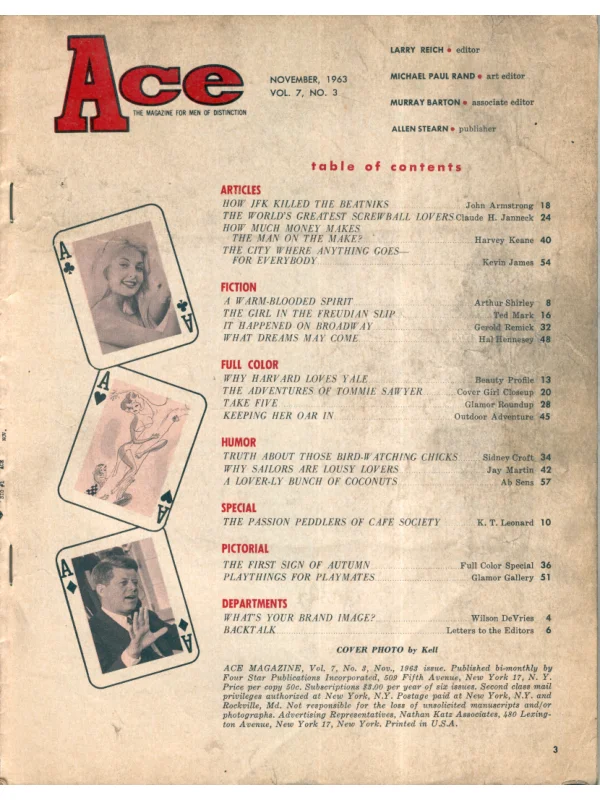 Ace
THE MAGAZINE FOR MEN OF DISTINCTION
NOVEMBER, 1963
VOL. 7, NO. 3
LARRY REICH • editor
MICHAEL PAUL RAND • art editor
MURRAY BARTON • associate editor
ALLEN STEARN • publisher
table of contents
ARTICLES
HOW JFK KILLED THE BEATNIKS John Armstrong 18
THE WORLD'S GREATEST SCREWBALL LOVERS Claude H. Janneck 24
HOW MUCH MONEY MAKES
THE MAN ON THE MAKE? Harvey Keane 40
THE CITY WHERE ANYTHING GOES—
FOR EVERYBODY Kevin James 54
FICTION
A WARM-BLOODED SPIRIT Arthur Shirley 8
THE GIRL IN THE FREUDIAN SLIP Ted Mark 16
IT HAPPENED ON BROADWAY Gerold Remick 32
WHAT DREAMS MAY COME Hal Hennesey 48
FULL COLOR
WHY HARVARD LOVES YALE Beauty Profile 13
THE ADVENTURES OF TOMMIE SAWYER Cover Girl Closeup 20
TAKE FIVE Glamor Roundup 28
KEEPING HER OAR IN Outdoor Adventure 45
HUMOR
TRUTH ABOUT THOSE BIRD-WATCHING CHICKS Sidney Croft 34
WHY SAILORS ARE LOUSY LOVERS Jay Martin 42
A LOVER-LY BUNCH OF COCONUTS Ab Sens 57
SPECIAL
THE PASSION PEDDLERS OF CAFE SOCIETY K. T. Leonard 10
PICTORIAL
THE FIRST SIGN OF AUTUMN Full Color Special 36
PLAYTHINGS FOR PLAYMATES Glamor Gallery 51
DEPARTMENTS
WHAT'S YOUR BRAND IMAGE? Wilson DeVries 4
BACKTALK Letters to the Editors 6
COVER PHOTO by Kell
ACE MAGAZINE, Vol. 7, No. 3, Nov., 1963 issue. Published bi-monthly by
Four Star Publications Incorporated, 509 Fifth Avenue, New York 17, N. Y.
Price per copy 50c. Subscriptions $3.00 per year of six issues. Second class mail
privileges authorized at New York, N.Y. Postage paid at New York, N.Y. and
Rockville, Md. Not responsible for the loss of unsolicited manuscripts and/or
photographs. Advertising Representatives, Nathan Katz Associates, 480 Lexing-
ton Avenue, New York 17, New York. Printed in U.S.A.
3
A
A
A
A
A
A